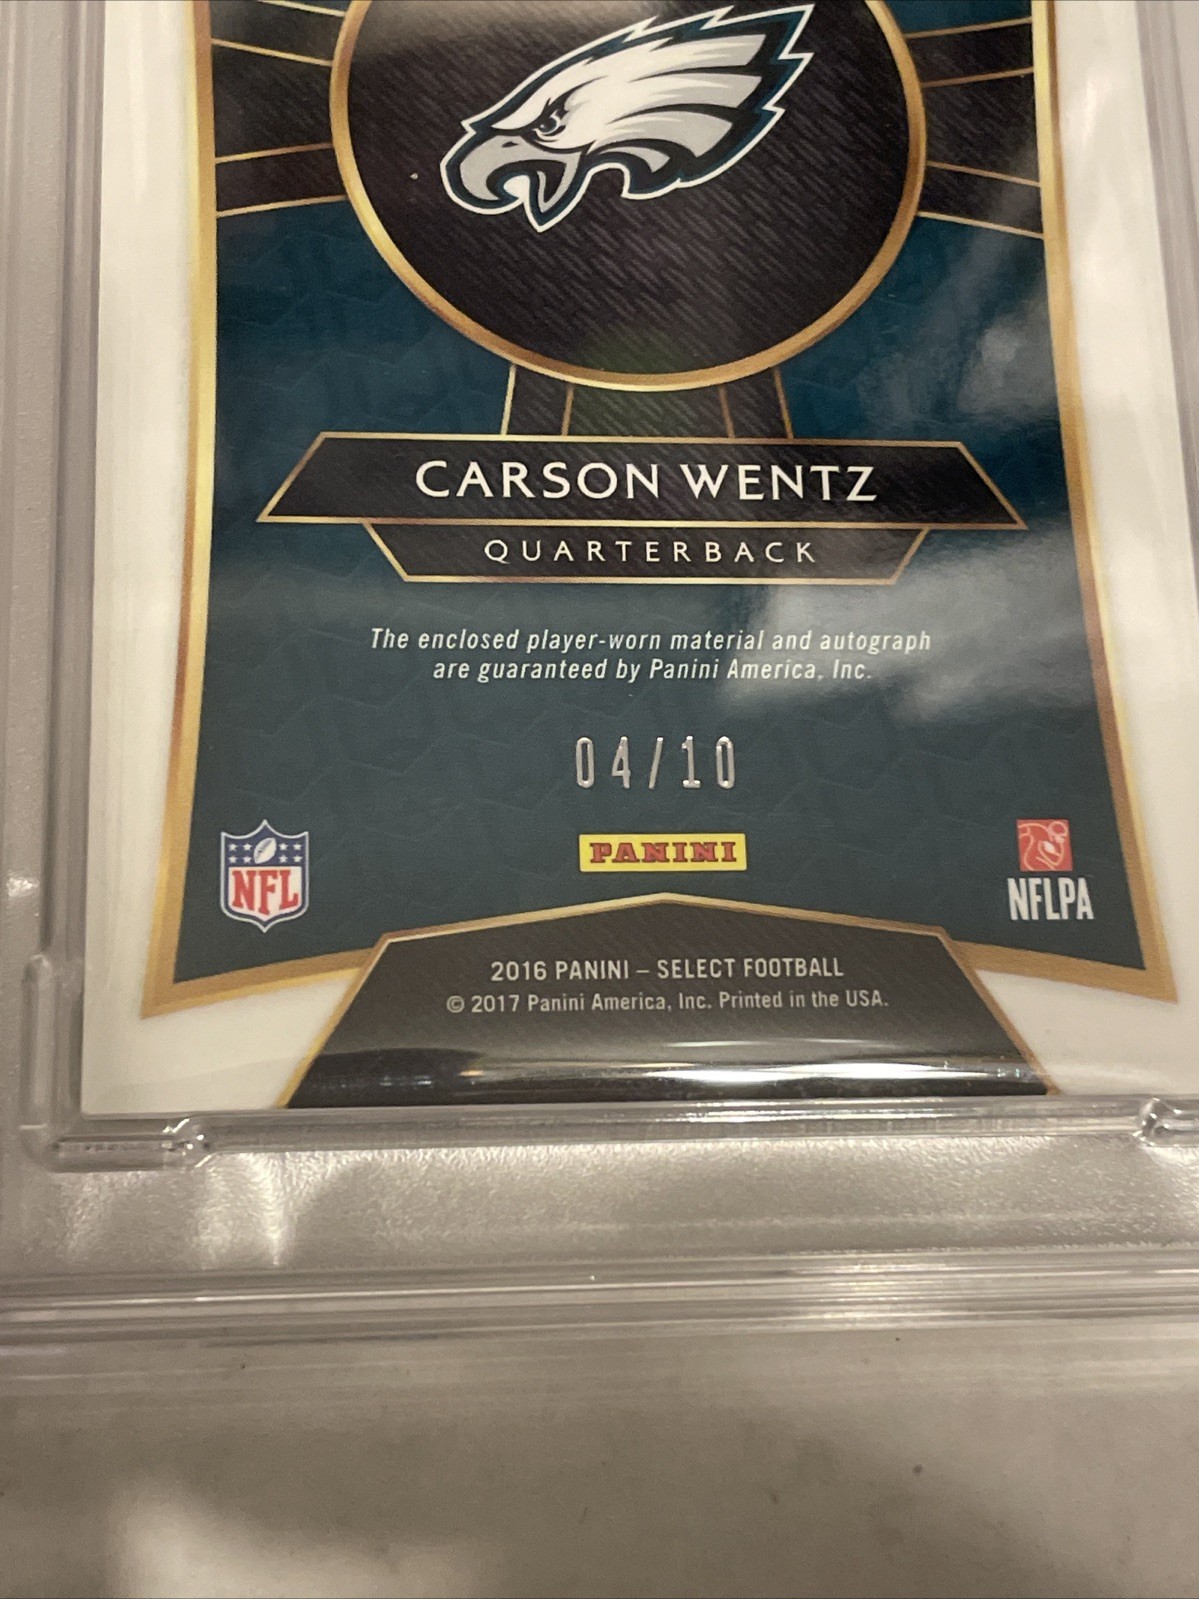 CARSON WENTZ
QUARTERBACK
The enclosed player-worn material and autograph
are guaranteed by Panini America, Inc.
04/10
NFL
PANINI
NFLPA
2016 PANINI – SELECT FOOTBALL
© 2017 Panini America, Inc. Printed in the USA.